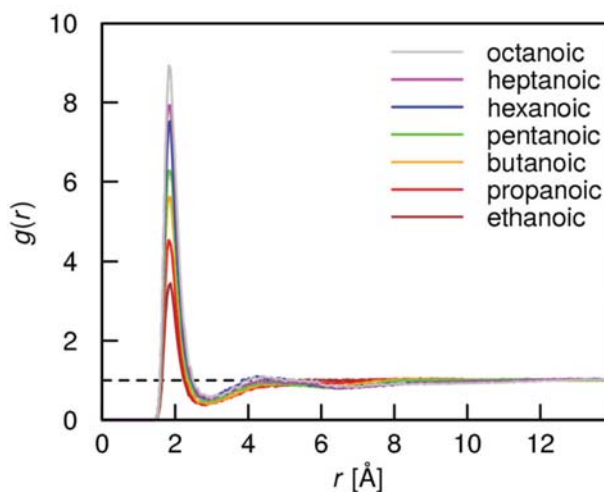 10
8
6
4
2
0
g(r)
octanoic
heptanoic
hexanoic
pentanoic
butanoic
propanoic
ethanoic
0 2 4 6 8 10 12
r [Å]